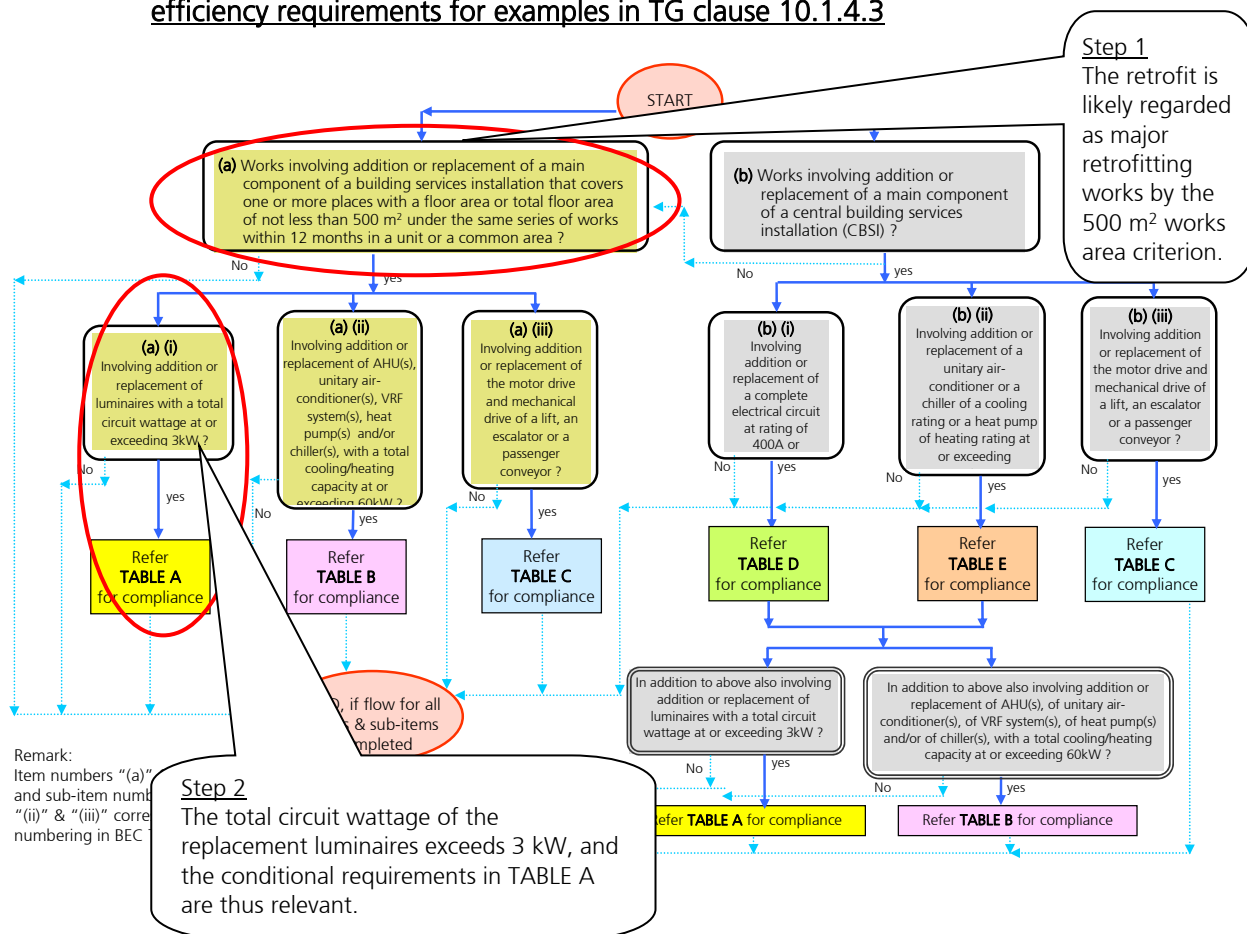 efficiency requirements for examples in TG clause 10.1.4.3
START
Step 1
The retrofit is
likely regarded
as major
retrofitting
works by the
500 m² works
area criterion.
(a) Works involving addition or replacement of a main
component of a building services installation that covers
one or more places with a floor area or total floor area
of not less than 500 m² under the same series of works
within 12 months in a unit or a common area ?
(b) Works involving addition or
replacement of a main component
of a central building services
installation (CBSI) ?
No
yes
No
yes
(a) (i)
Involving addition or
replacement of
luminaires with a total
circuit wattage at or
exceeding 3kW ?
(a) (ii)
Involving addition or
replacement of AHU(s),
unitary air-
conditioner(s), VRF
system(s), heat
pump(s) and/or
chiller(s), with a total
cooling/heating
capacity at or
exceeding 60kW ?
(a) (iii)
Involving addition
or replacement of
the motor drive
and mechanical
drive of a lift, an
escalator or a
passenger
conveyor ?
(b) (i)
Involving
addition or
replacement of
a complete
electrical circuit
at rating of
400A or
(b) (ii)
Involving addition or
replacement of a
unitary air-
conditioner or a
chiller of a cooling
rating or a heat pump
of heating rating at
or exceeding
(b) (iii)
Involving addition
or replacement of
the motor drive and
mechanical drive of
a lift, an escalator
or a passenger
conveyor ?
No
yes
No
yes
No
yes
No
yes
No
yes
No
yes
Refer
TABLE A
for compliance
Refer
TABLE B
for compliance
Refer
TABLE C
for compliance
Refer
TABLE D
for compliance
Refer
TABLE E
for compliance
Refer
TABLE C
for compliance
, if flow for all
& sub-items
In addition to above also involving
addition or replacement of
luminaires with a total circuit
wattage at or exceeding 3kW ?
In addition to above also involving addition or
replacement of AHU(s), of unitary air-
conditioner(s), of VRF system(s), of heat pump(s)
and/or of chiller(s), with a total cooling/heating
capacity at or exceeding 60kW ?
No
yes
No
yes
Refer TABLE A for compliance
Refer TABLE B for compliance
Remark:
Item numbers "(a)"
and sub-item
"(ii)" & "(iii)"
numbering in BEC
Step 2
The total circuit wattage of the
replacement luminaires exceeds 3 kW, and
the conditional requirements in TABLE A
are thus relevant.